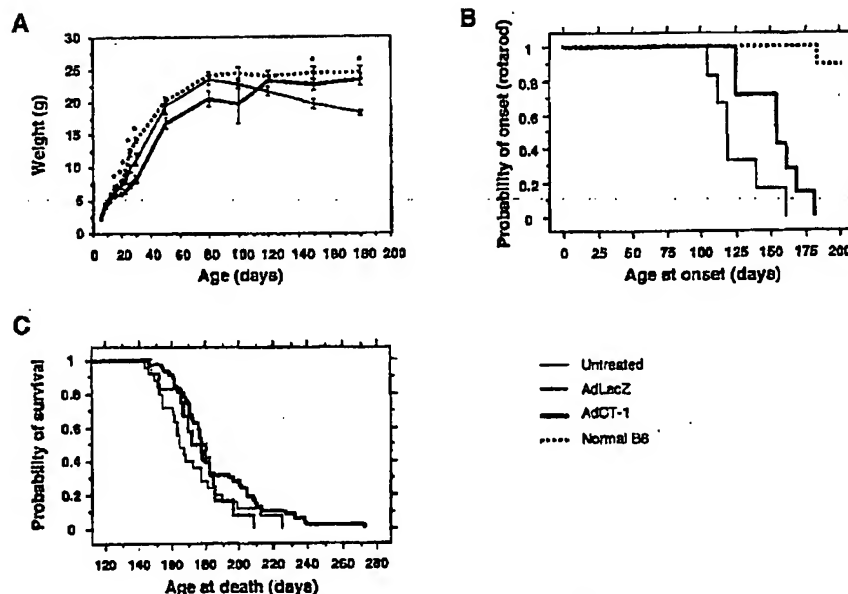 A
30
25
20
15
10
5
0
Weight (g)
0 20 40 60 80 100 120 140 160 180 200
Age (days)
B
1
0.8
0.6
0.4
0.2
0
Probability of onset (rotarod)
0 25 50 75 100 125 150 175 200
Age at onset (days)
C
1
0.8
0.6
0.4
0.2
0
Probability of survival
120 140 160 180 200 220 240 260 280
Age at death (days)
Untreated
AdLacZ
AdCT-1
Normal B6